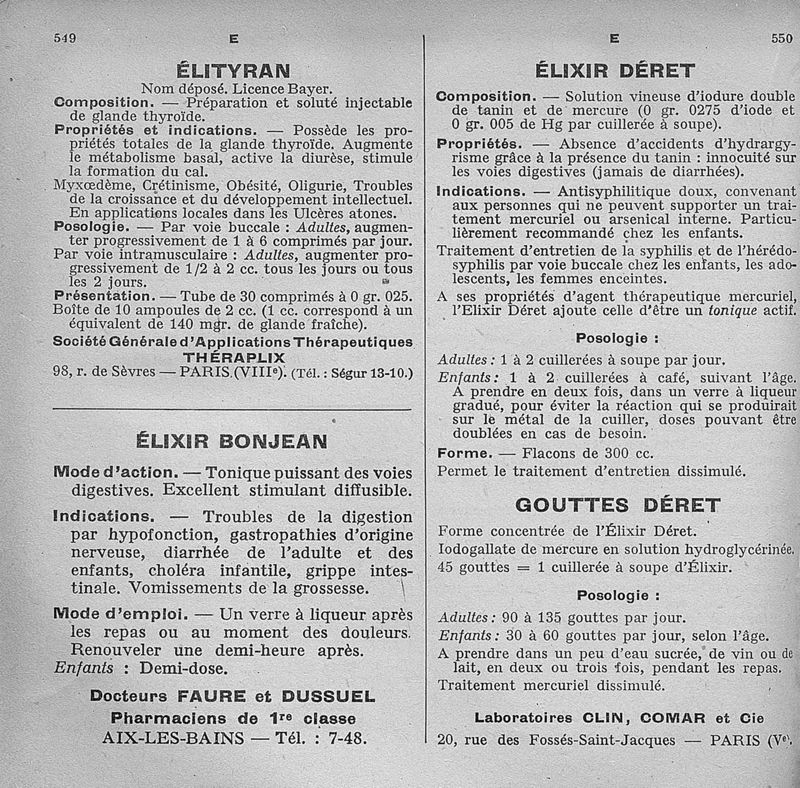 549 E
ÉLITYRAN
Nom déposé. Licence Bayer.
Composition. — Préparation et soluté injectable
de glande thyroïde.
Propriétés et indications. — Possède les pro-
priétés totales de la glande thyroïde. Augmente
le métabolisme basal, active la diurèse, stimule
la formation du cal.
Myxœdème, Crétinisme, Obésité, Oligurie, Troubles
de la croissance et du développement intellectuel.
En applications locales dans les Ulcères atones.
Posologie. — Par voie buccale : Adultes, augmen-
ter progressivement de 1 à 6 comprimés par jour.
Par voie intramusculaire : Adultes, augmenter pro-
gressivement de 1/2 à 2 cc. tous les jours ou tous
les 2 jours.
Présentation. — Tube de 30 comprimés à 0 gr. 025.
Boîte de 10 ampoules de 2 cc. (1 cc. correspond à un
équivalent de 140 mgr. de glande fraîche).
Société Générale d'Applications Thérapeutiques
THÉRAPLIX
98, r. de Sèvres — PARIS (VIIIe). (Tél. : Ségur 13-10.)
ÉLIXIR BONJEAN
Mode d'action. — Tonique puissant des voies
digestives. Excellent stimulant diffusible.
Indications. — Troubles de la digestion
par hypofonction, gastropathies d'origine
nerveuse, diarrhée de l'adulte et des
enfants, choléra infantile, grippe intes-
tinale. Vomissements de la grossesse.
Mode d'emploi. — Un verre à liqueur après
les repas ou au moment des douleurs.
Renouveler une demi-heure après.
Enfants : Demi-dose.
Docteurs FAURE et DUSSUEL
Pharmaciens de 1re classe
AIX-LES-BAINS — Tél. : 7-48.
E 550
ÉLIXIR DÉRET
Composition. — Solution vineuse d'iodure double
de tanin et de mercure (0 gr. 0275 d'iode et
0 gr. 005 de Hg par cuillerée à soupe).
Propriétés. — Absence d'accidents d'hydrargy-
risme grâce à la présence du tanin : innocuité sur
les voies digestives (jamais de diarrhées).
Indications. — Antisyphilitique doux, convenant
aux personnes qui ne peuvent supporter un trai-
tement mercuriel ou arsenical interne. Particu-
lièrement recommandé chez les enfants.
Traitement d'entretien de la syphilis et de l'hérédo-
syphilis par voie buccale chez les enfants, les ado-
lescents, les femmes enceintes.
A ses propriétés d'agent thérapeutique mercuriel,
l'Elixir Déret ajoute celle d'être un tonique actif.
Posologie :
Adultes : 1 à 2 cuillerées à soupe par jour.
Enfants : 1 à 2 cuillerées à café, suivant l'âge.
A prendre en deux fois, dans un verre à liqueur
gradué, pour éviter la réaction qui se produirait
sur le métal de la cuiller, doses pouvant être
doublées en cas de besoin.
Forme. — Flacons de 300 cc.
Permet le traitement d'entretien dissimulé.
GOUTTES DÉRET
Forme concentrée de l'Élixir Déret.
Iodogallate de mercure en solution hydroglycérinée.
45 gouttes = 1 cuillerée à soupe d'Élixir.
Posologie :
Adultes : 90 à 135 gouttes par jour.
Enfants : 30 à 60 gouttes par jour, selon l'âge.
A prendre dans un peu d'eau sucrée, de vin ou de
lait, en deux ou trois fois, pendant les repas.
Traitement mercuriel dissimulé.
Laboratoires CLIN, COMAR et Cie
20, rue des Fossés-Saint-Jacques — PARIS (Ve).